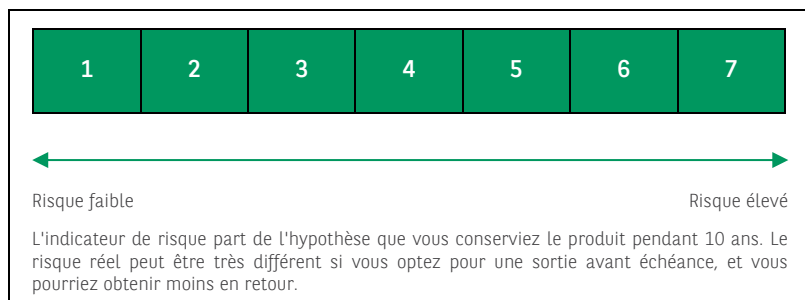 1 2 3 4 5 6 7
Risque faible Risque élevé
L'indicateur de risque part de l'hypothèse que vous conserviez le produit pendant 10 ans. Le
risque réel peut être très différent si vous optez pour une sortie avant échéance, et vous
pourriez obtenir moins en retour.